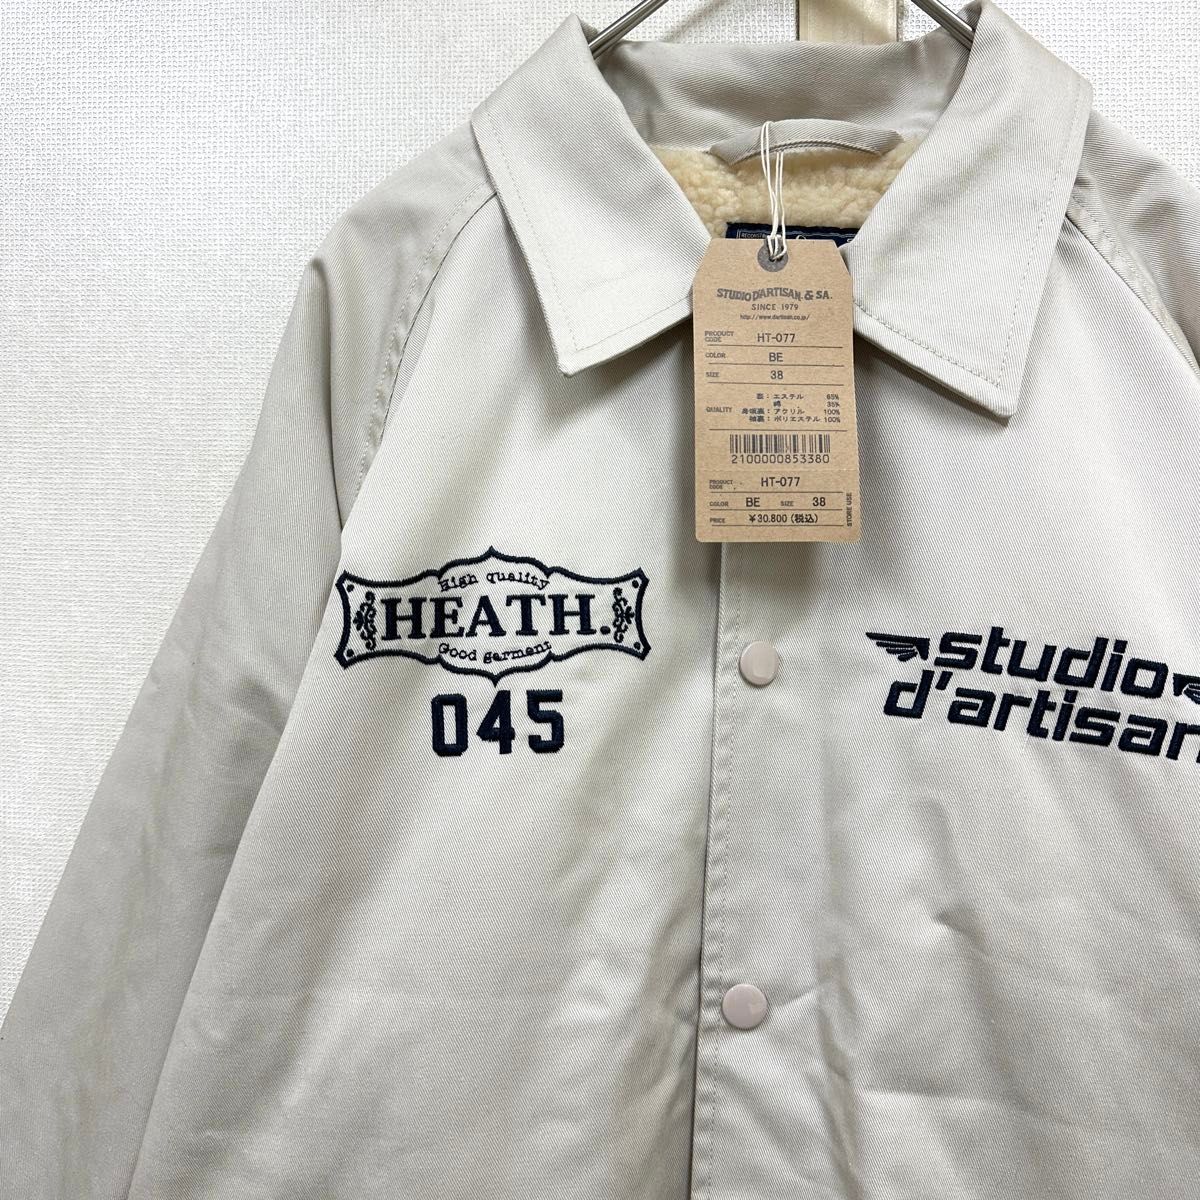 RECONSTRU
STUDIO D'ARTISAN. & SA.
SINCE 1979
http://www.dartisan.co.jp/
PRODUCT CODE HT-077
COLOR BE
SIZE 38
QUALITY
表：エステル 65%
綿 35%
身頃裏：アクリル 100%
袖裏：ポリエステル 100%
2100000853380
PRODUCT CODE HT-077
COLOR BE SIZE 38
PRICE ¥30.800 (税込)
STORE USE
High quality
HEATH.
Good garment
045
studio
d'artisan